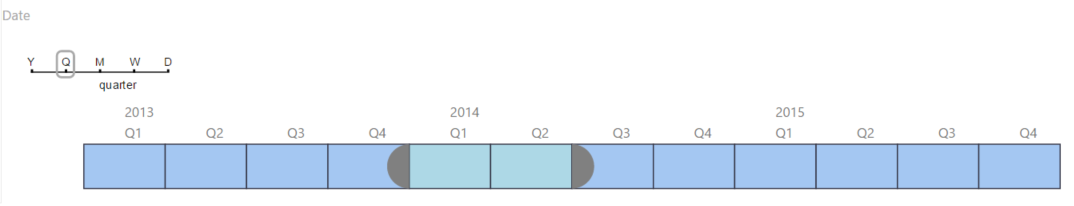 Date
Y Q M W D
quarter
2013 2014 2015
Q1 Q2 Q3 Q4 Q1 Q2 Q3 Q4 Q1 Q2 Q3 Q4